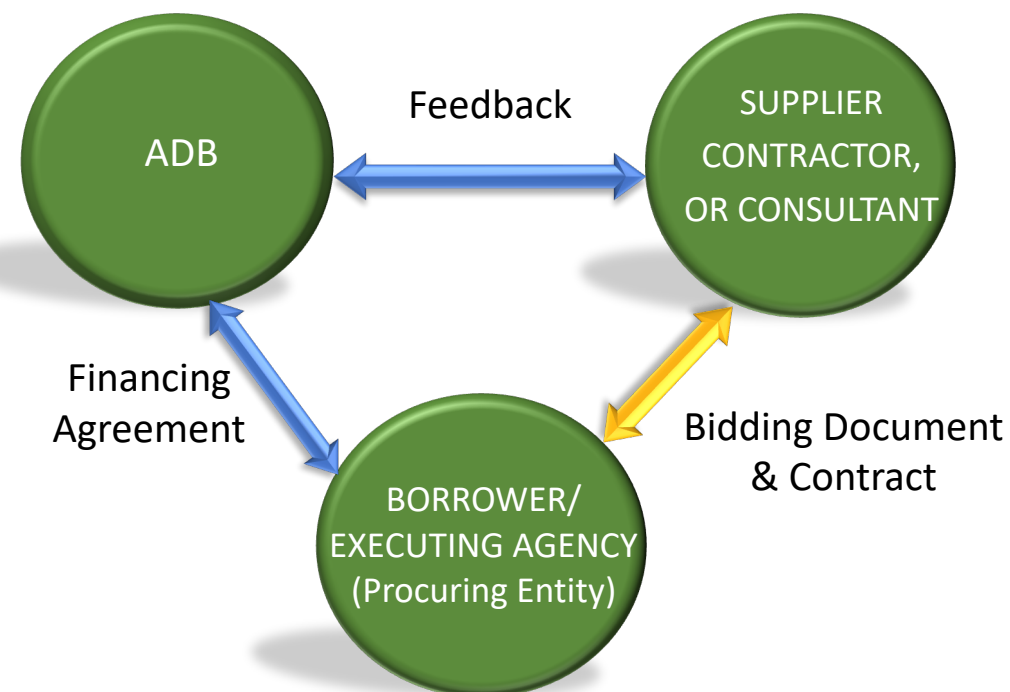 ADB
Feedback
SUPPLIER
CONTRACTOR,
OR CONSULTANT
Financing
Agreement
Bidding Document
& Contract
BORROWER/
EXECUTING AGENCY
(Procuring Entity)